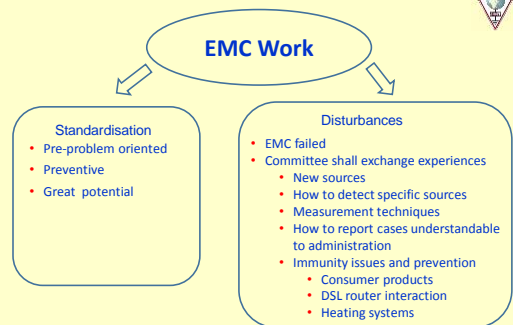 EMC Work
Standardisation
• Pre-problem oriented
• Preventive
• Great potential
Disturbances
• EMC failed
• Committee shall exchange experiences
• New sources
• How to detect specific sources
• Measurement techniques
• How to report cases understandable
to administration
• Immunity issues and prevention
• Consumer products
• DSL router interaction
• Heating systems